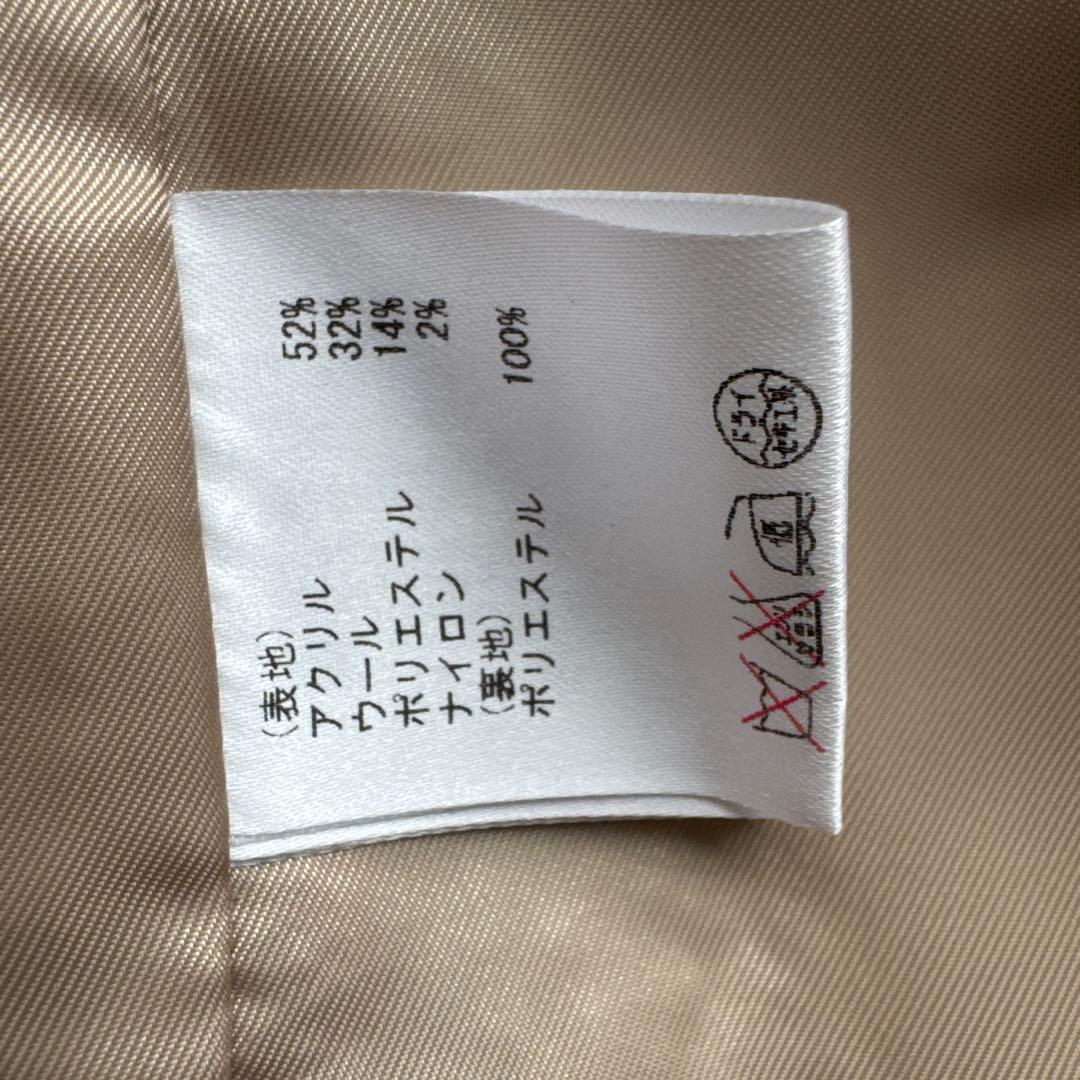 (表地)
アクリル 52%
ウール 32%
ポリエステル 14%
ナイロン 2%
(裏地)
ポリエステル 100%
ドライ
セキユ系